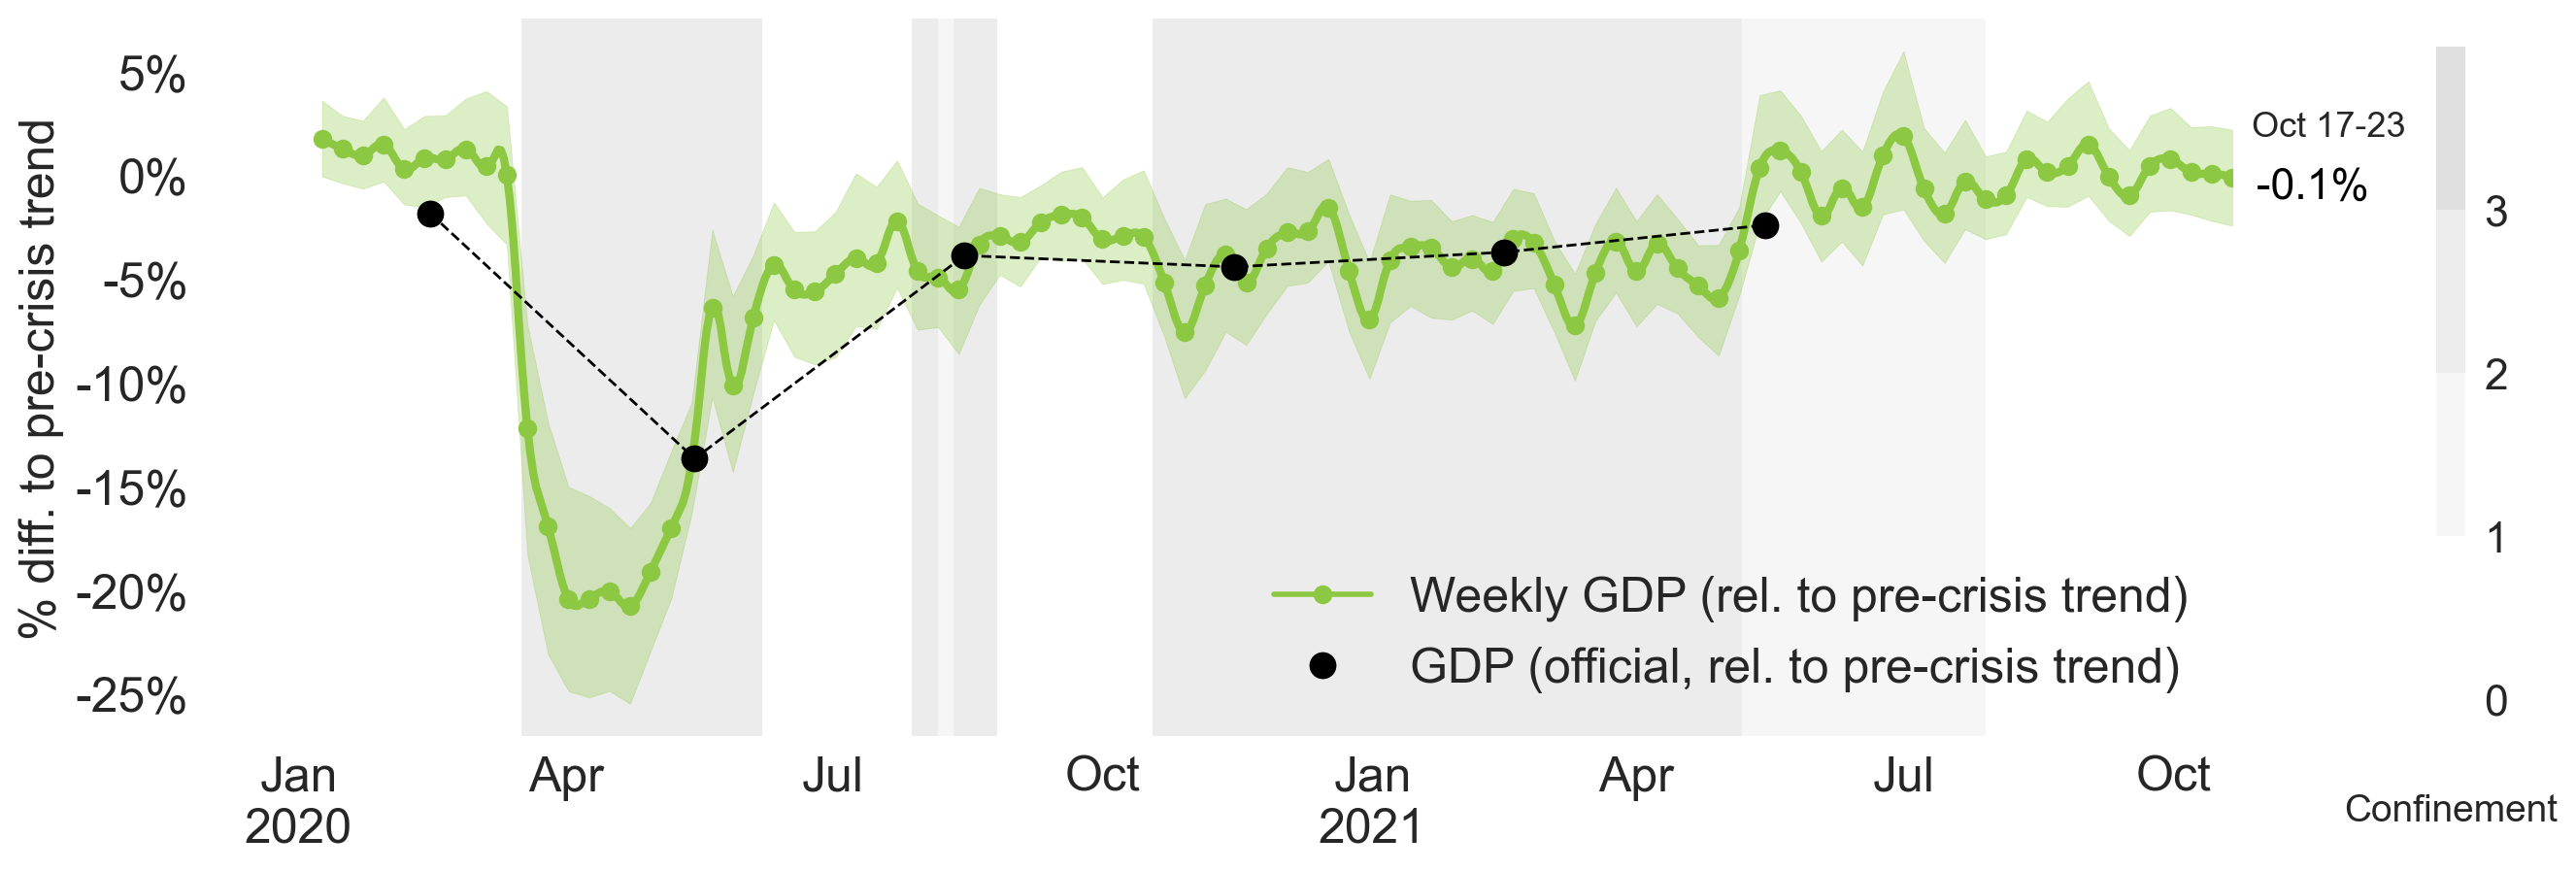 % diff. to pre-crisis trend
5%
0%
-5%
-10%
-15%
-20%
-25%
Oct 17-23
-0.1%
Weekly GDP (rel. to pre-crisis trend)
GDP (official, rel. to pre-crisis trend)
Jan Apr Jul Oct Jan Apr Jul Oct
2020 2021
3
2
1
0
Confinement